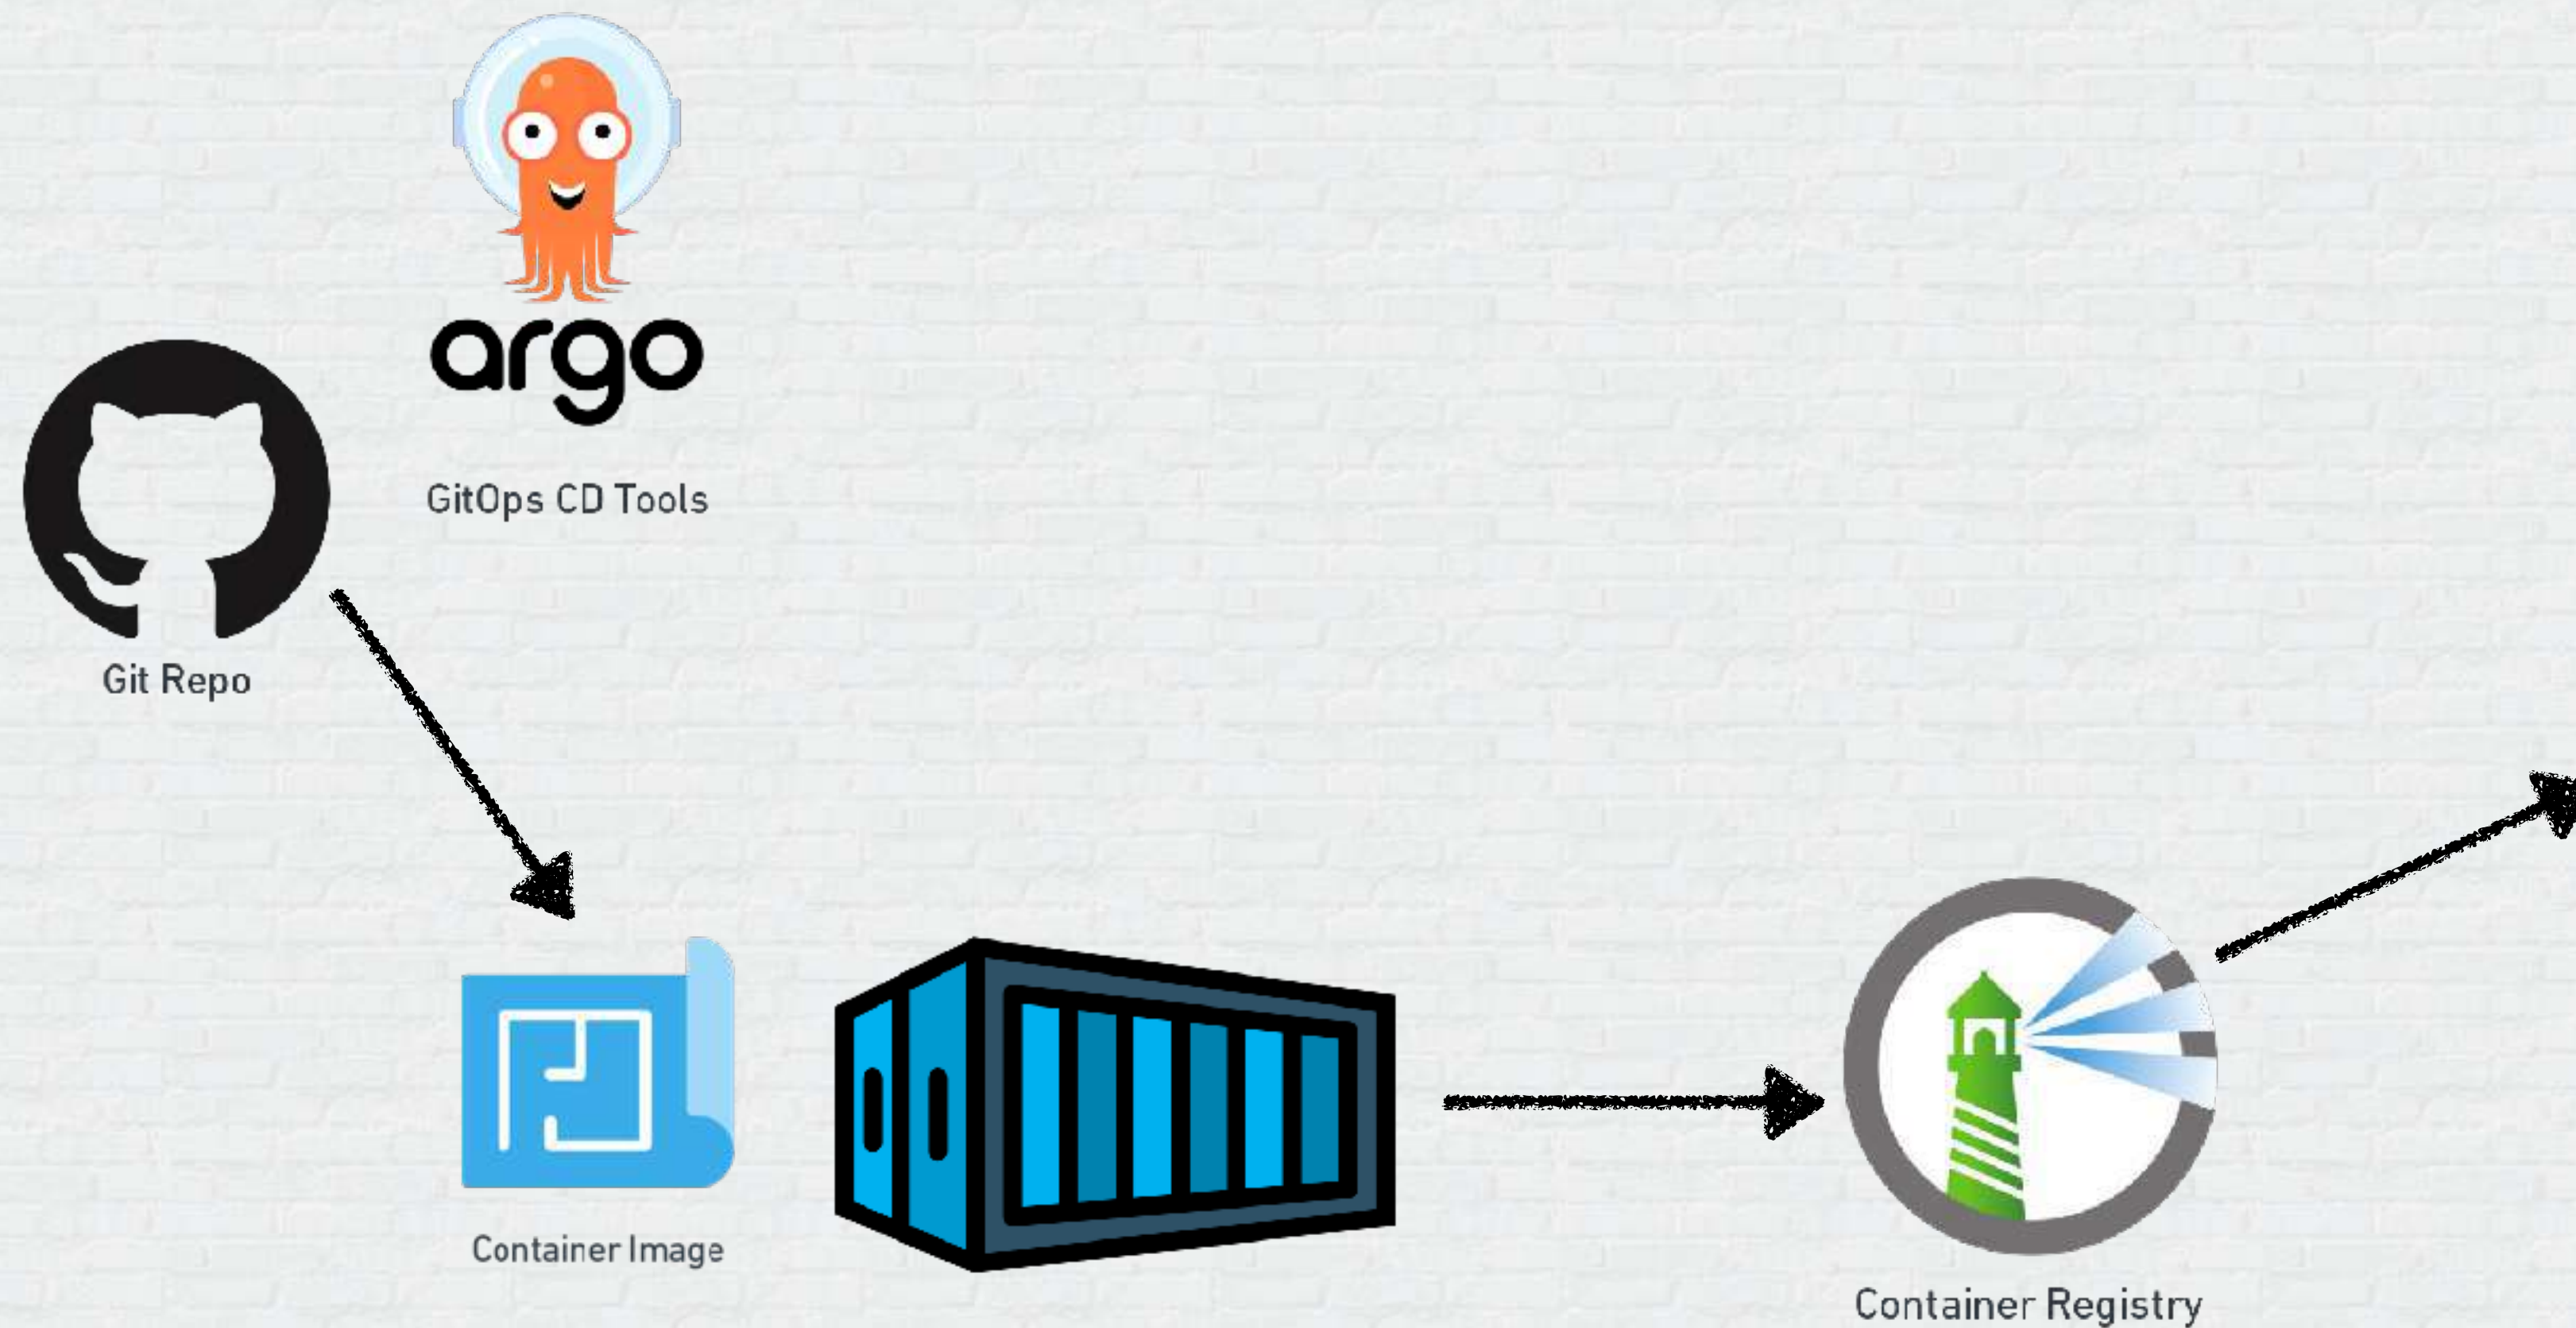 argo
GitOps CD Tools
Git Repo
Container Image
Container Registry